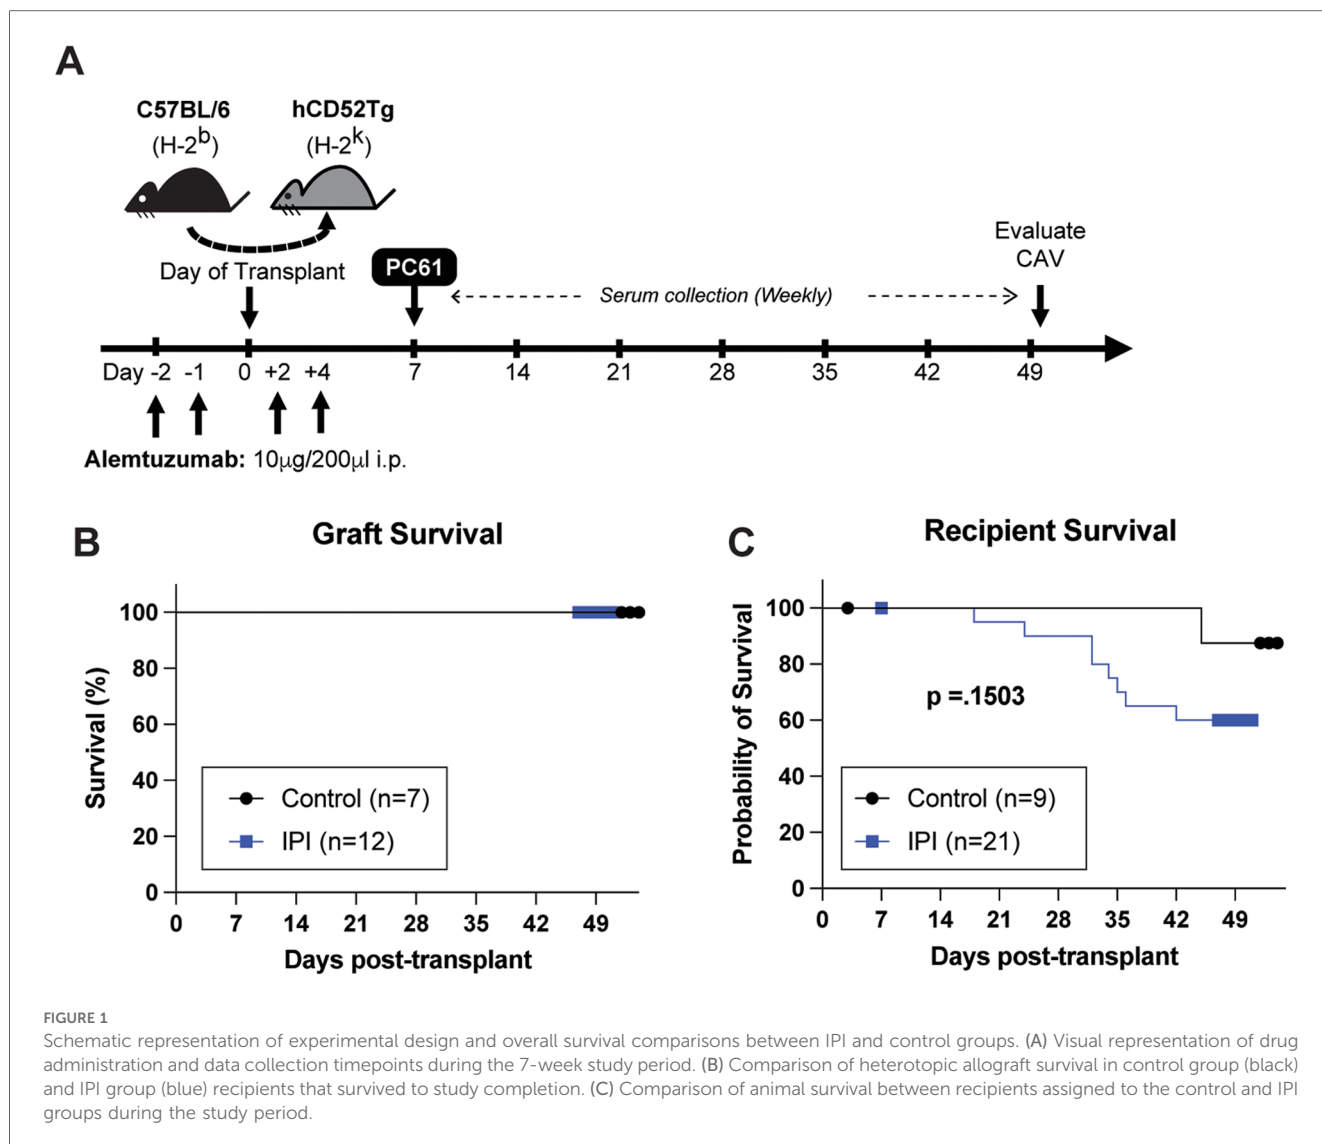 A
C57BL/6 hCD52Tg
(H-2b) (H-2k)
Day of Transplant
PC61
Serum collection (Weekly)
Evaluate
CAV
Day -2 -1 0 +2 +4 7 14 21 28 35 42 49
Alemtuzumab: 10μg/200μl i.p.
B
Graft Survival
Survival (%)
100
80
60
40
20
0
Control (n=7)
IPI (n=12)
0 7 14 21 28 35 42 49
Days post-transplant
C
Recipient Survival
Probability of Survival
100
80
60
40
20
0
p =.1503
Control (n=9)
IPI (n=21)
0 7 14 21 28 35 42 49
Days post-transplant
FIGURE 1
Schematic representation of experimental design and overall survival comparisons between IPI and control groups. (A) Visual representation of drug
administration and data collection timepoints during the 7-week study period. (B) Comparison of heterotopic allograft survival in control group (black)
and IPI group (blue) recipients that survived to study completion. (C) Comparison of animal survival between recipients assigned to the control and IPI
groups during the study period.